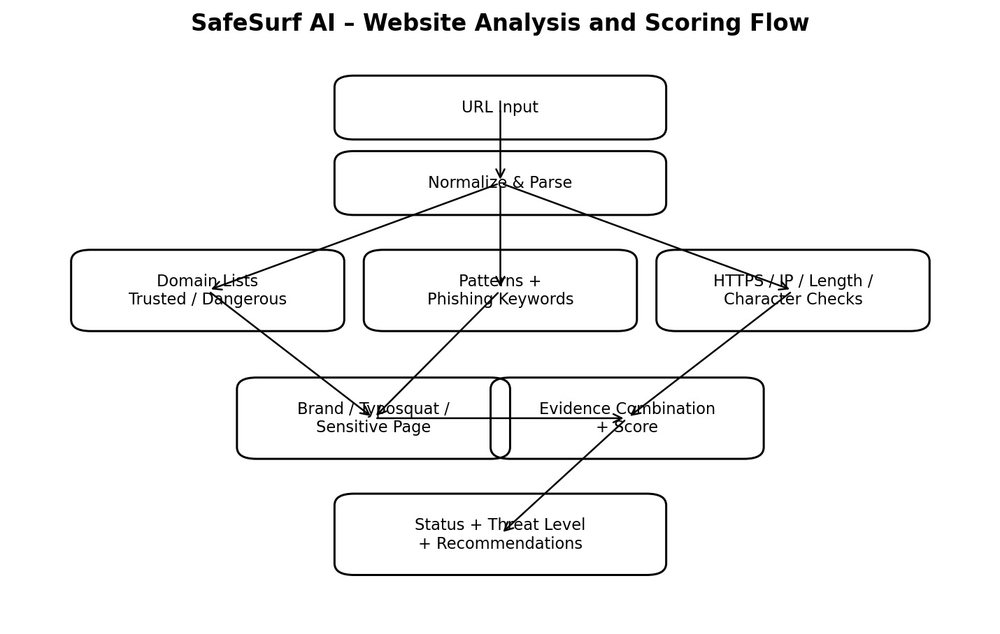 SafeSurf AI – Website Analysis and Scoring Flow
URL Input
Normalize & Parse
Domain Lists
Trusted / Dangerous
Patterns +
Phishing Keywords
HTTPS / IP / Length /
Character Checks
Brand / Typosquat /
Sensitive Page
Evidence Combination
+ Score
Status + Threat Level
+ Recommendations